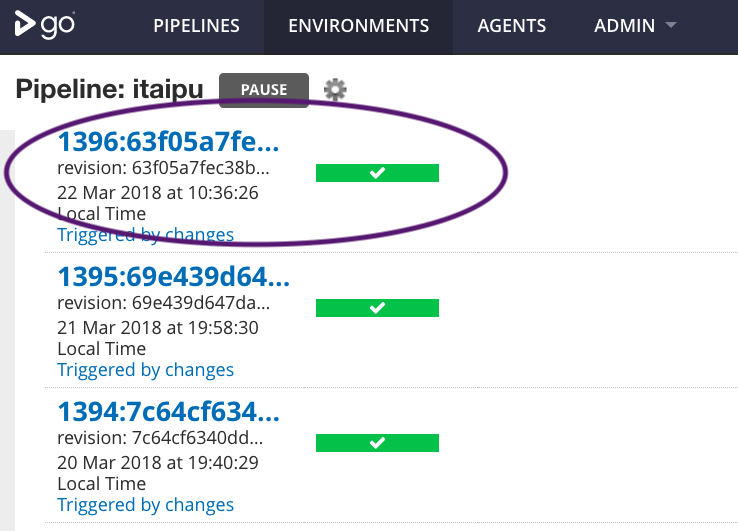 go PIPELINES ENVIRONMENTS AGENTS ADMIN
Pipeline: itaipu PAUSE
1396:63f05a7fe...
revision: 63f05a7fec38b...
22 Mar 2018 at 10:36:26
Local Time
Triggered by changes
1395:69e439d64...
revision: 69e439d647da...
21 Mar 2018 at 19:58:30
Local Time
Triggered by changes
1394:7c64cf634...
revision: 7c64cf6340dd...
20 Mar 2018 at 19:40:29
Local Time
Triggered by changes